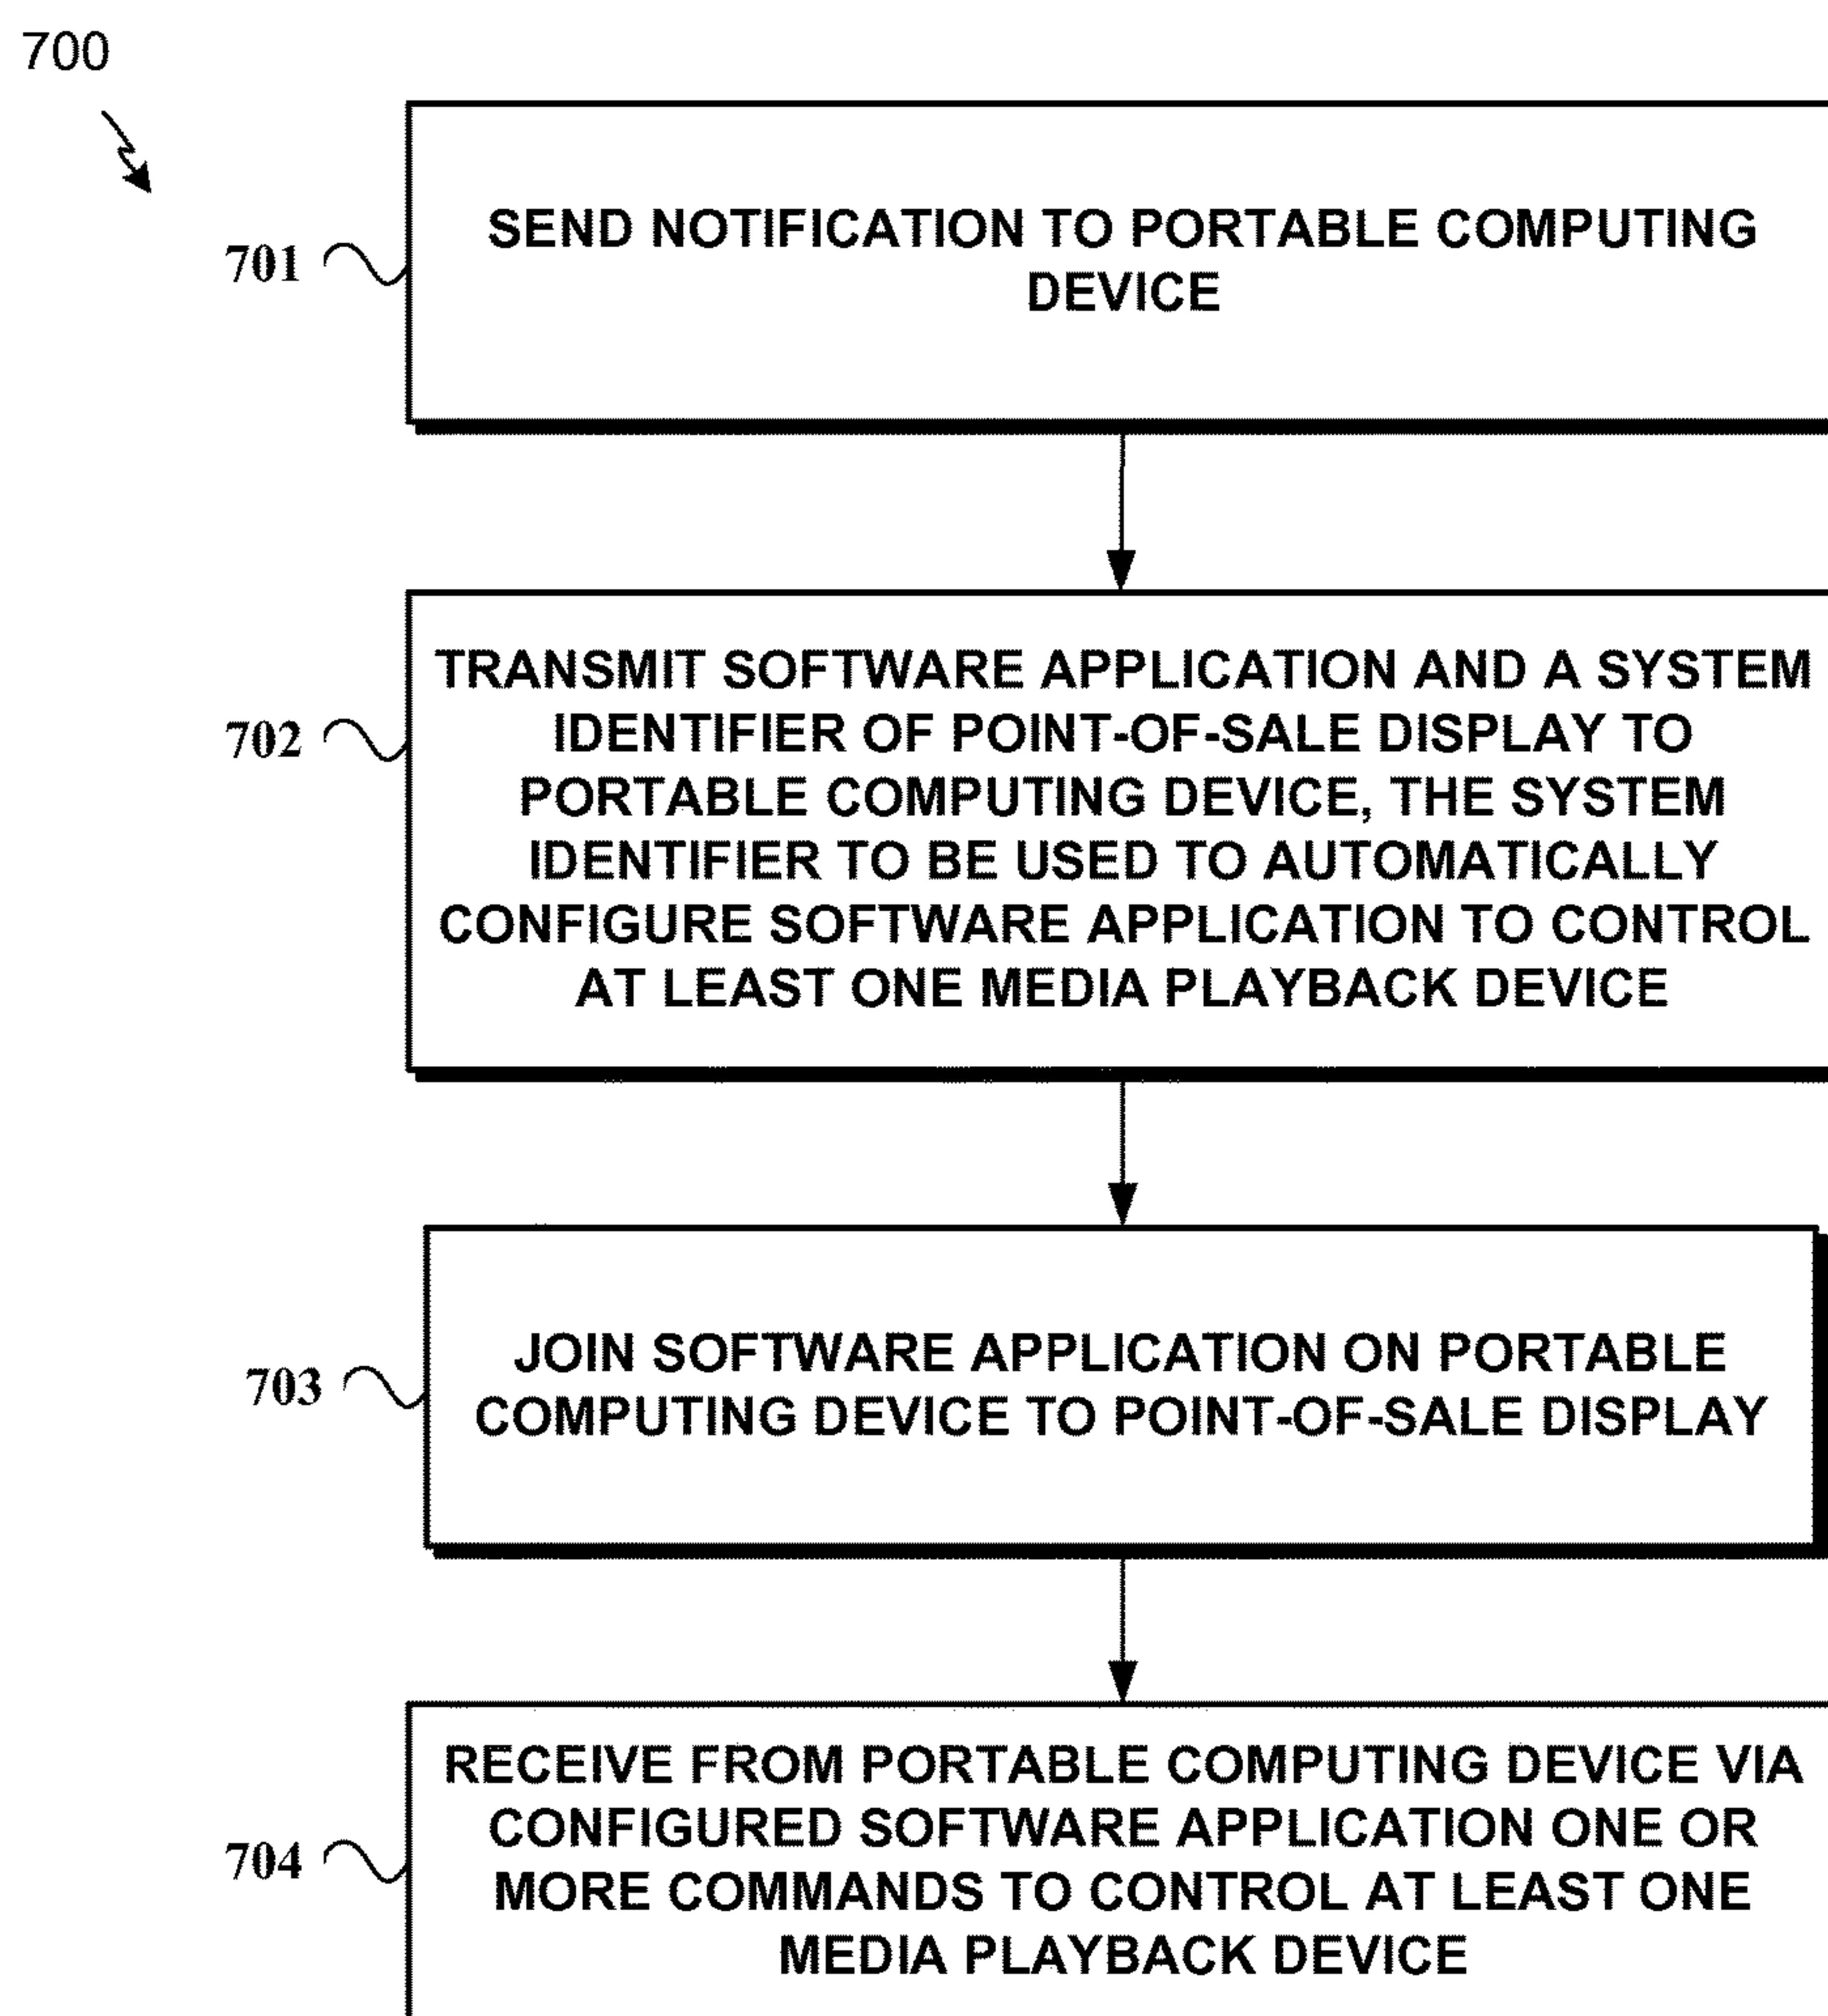 700
701
SEND NOTIFICATION TO PORTABLE COMPUTING
DEVICE
702
TRANSMIT SOFTWARE APPLICATION AND A SYSTEM
IDENTIFIER OF POINT-OF-SALE DISPLAY TO
PORTABLE COMPUTING DEVICE, THE SYSTEM
IDENTIFIER TO BE USED TO AUTOMATICALLY
CONFIGURE SOFTWARE APPLICATION TO CONTROL
AT LEAST ONE MEDIA PLAYBACK DEVICE
703
JOIN SOFTWARE APPLICATION ON PORTABLE
COMPUTING DEVICE TO POINT-OF-SALE DISPLAY
704
RECEIVE FROM PORTABLE COMPUTING DEVICE VIA
CONFIGURED SOFTWARE APPLICATION ONE OR
MORE COMMANDS TO CONTROL AT LEAST ONE
MEDIA PLAYBACK DEVICE